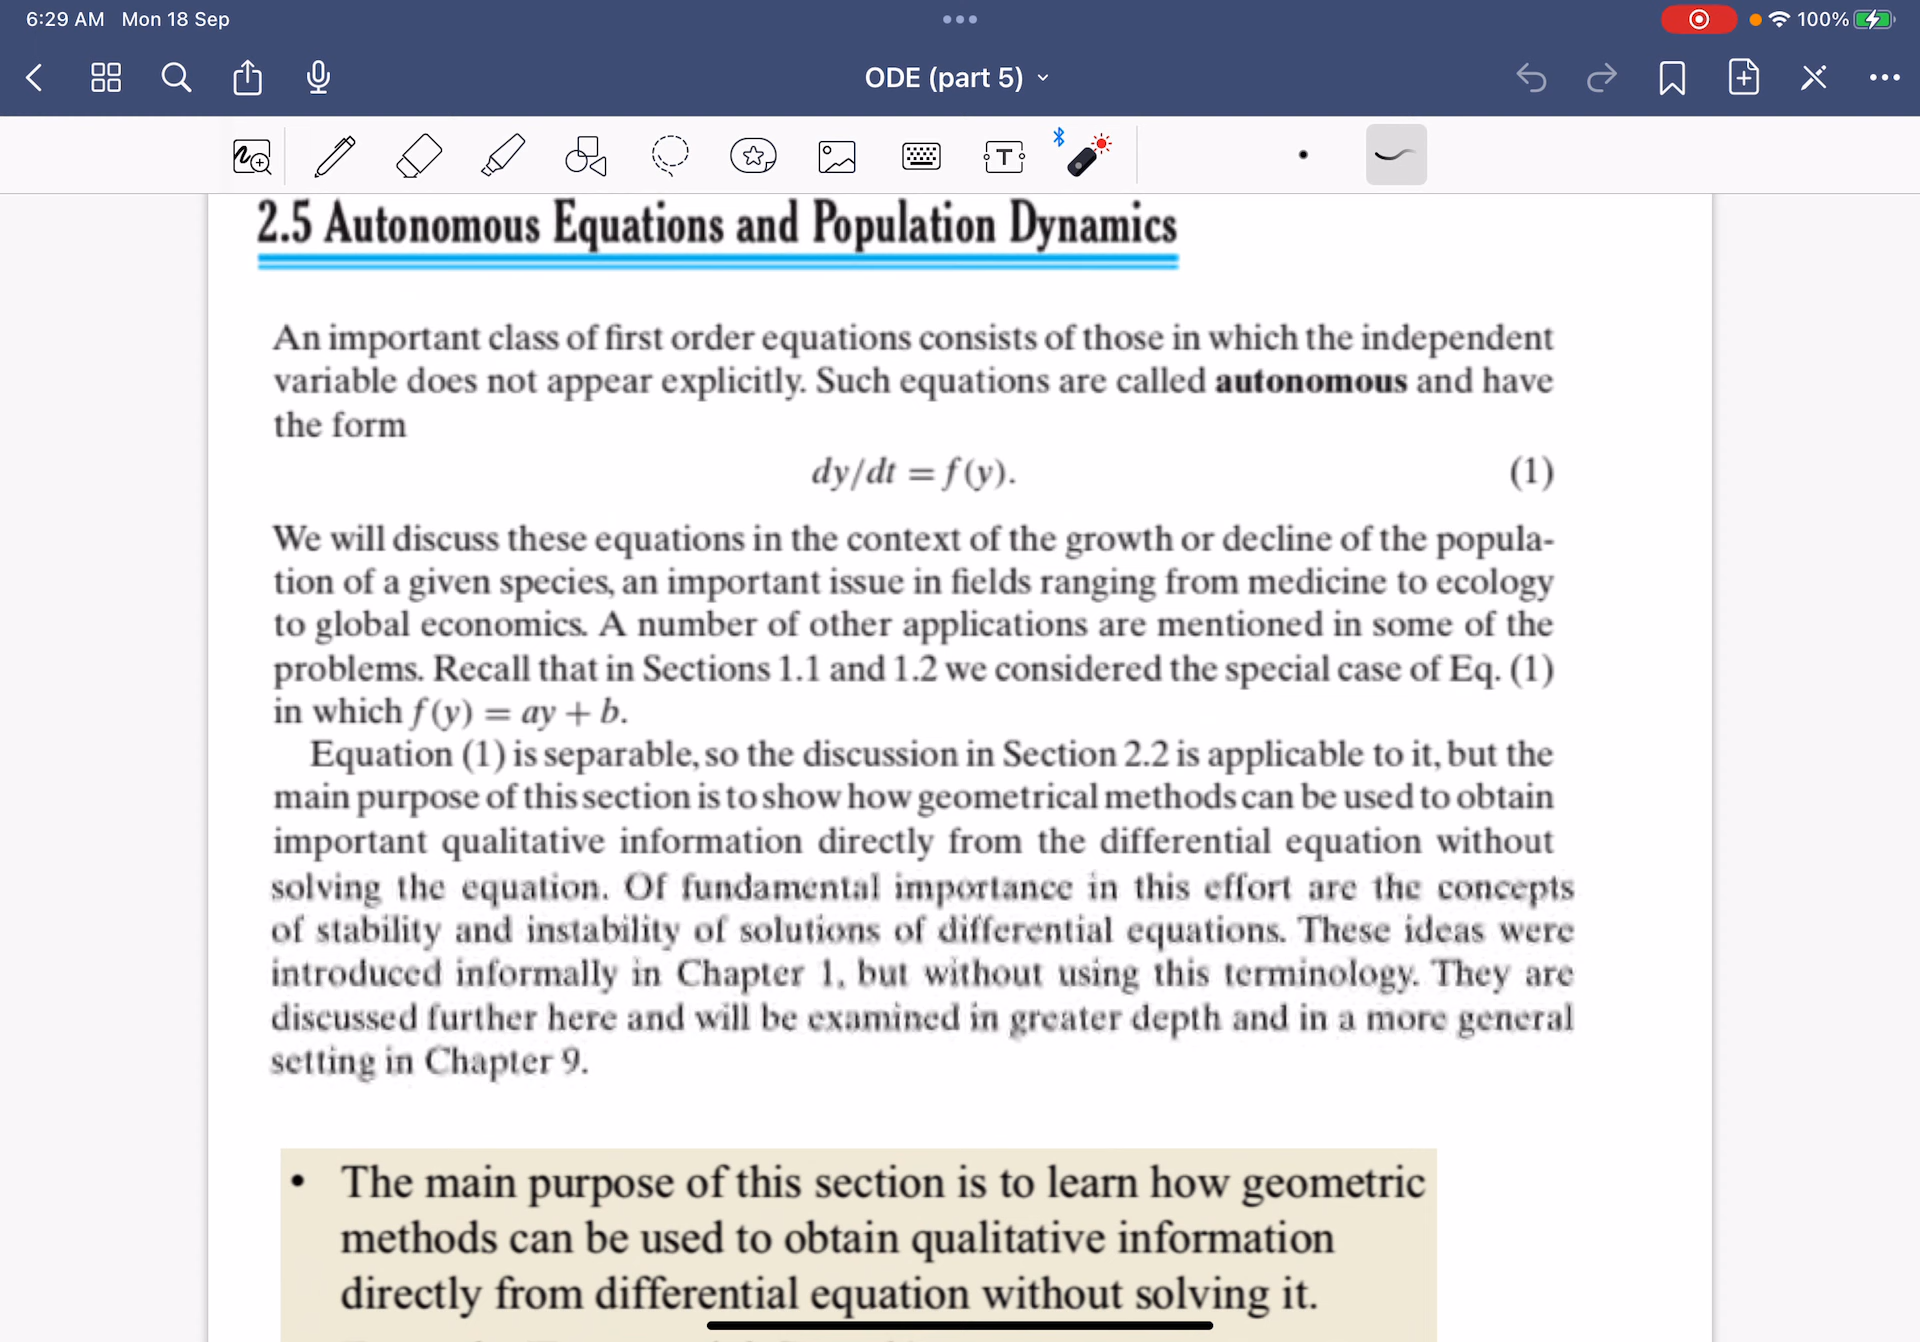 6:29 AM Mon 18 Sep
100%
ODE (part 5)
2.5 Autonomous Equations and Population Dynamics
An important class of first order equations consists of those in which the independent
variable does not appear explicitly. Such equations are called autonomous and have
the form
dy/dt = f(y). (1)
We will discuss these equations in the context of the growth or decline of the popula-
tion of a given species, an important issue in fields ranging from medicine to ecology
to global economics. A number of other applications are mentioned in some of the
problems. Recall that in Sections 1.1 and 1.2 we considered the special case of Eq. (1)
in which f(y) = ay + b.
Equation (1) is separable, so the discussion in Section 2.2 is applicable to it, but the
main purpose of this section is to show how geometrical methods can be used to obtain
important qualitative information directly from the differential equation without
solving the equation. Of fundamental importance in this effort are the concepts
of stability and instability of solutions of differential equations. These ideas were
introduced informally in Chapter 1, but without using this terminology. They are
discussed further here and will be examined in greater depth and in a more general
setting in Chapter 9.
• The main purpose of this section is to learn how geometric
methods can be used to obtain qualitative information
directly from differential equation without solving it.